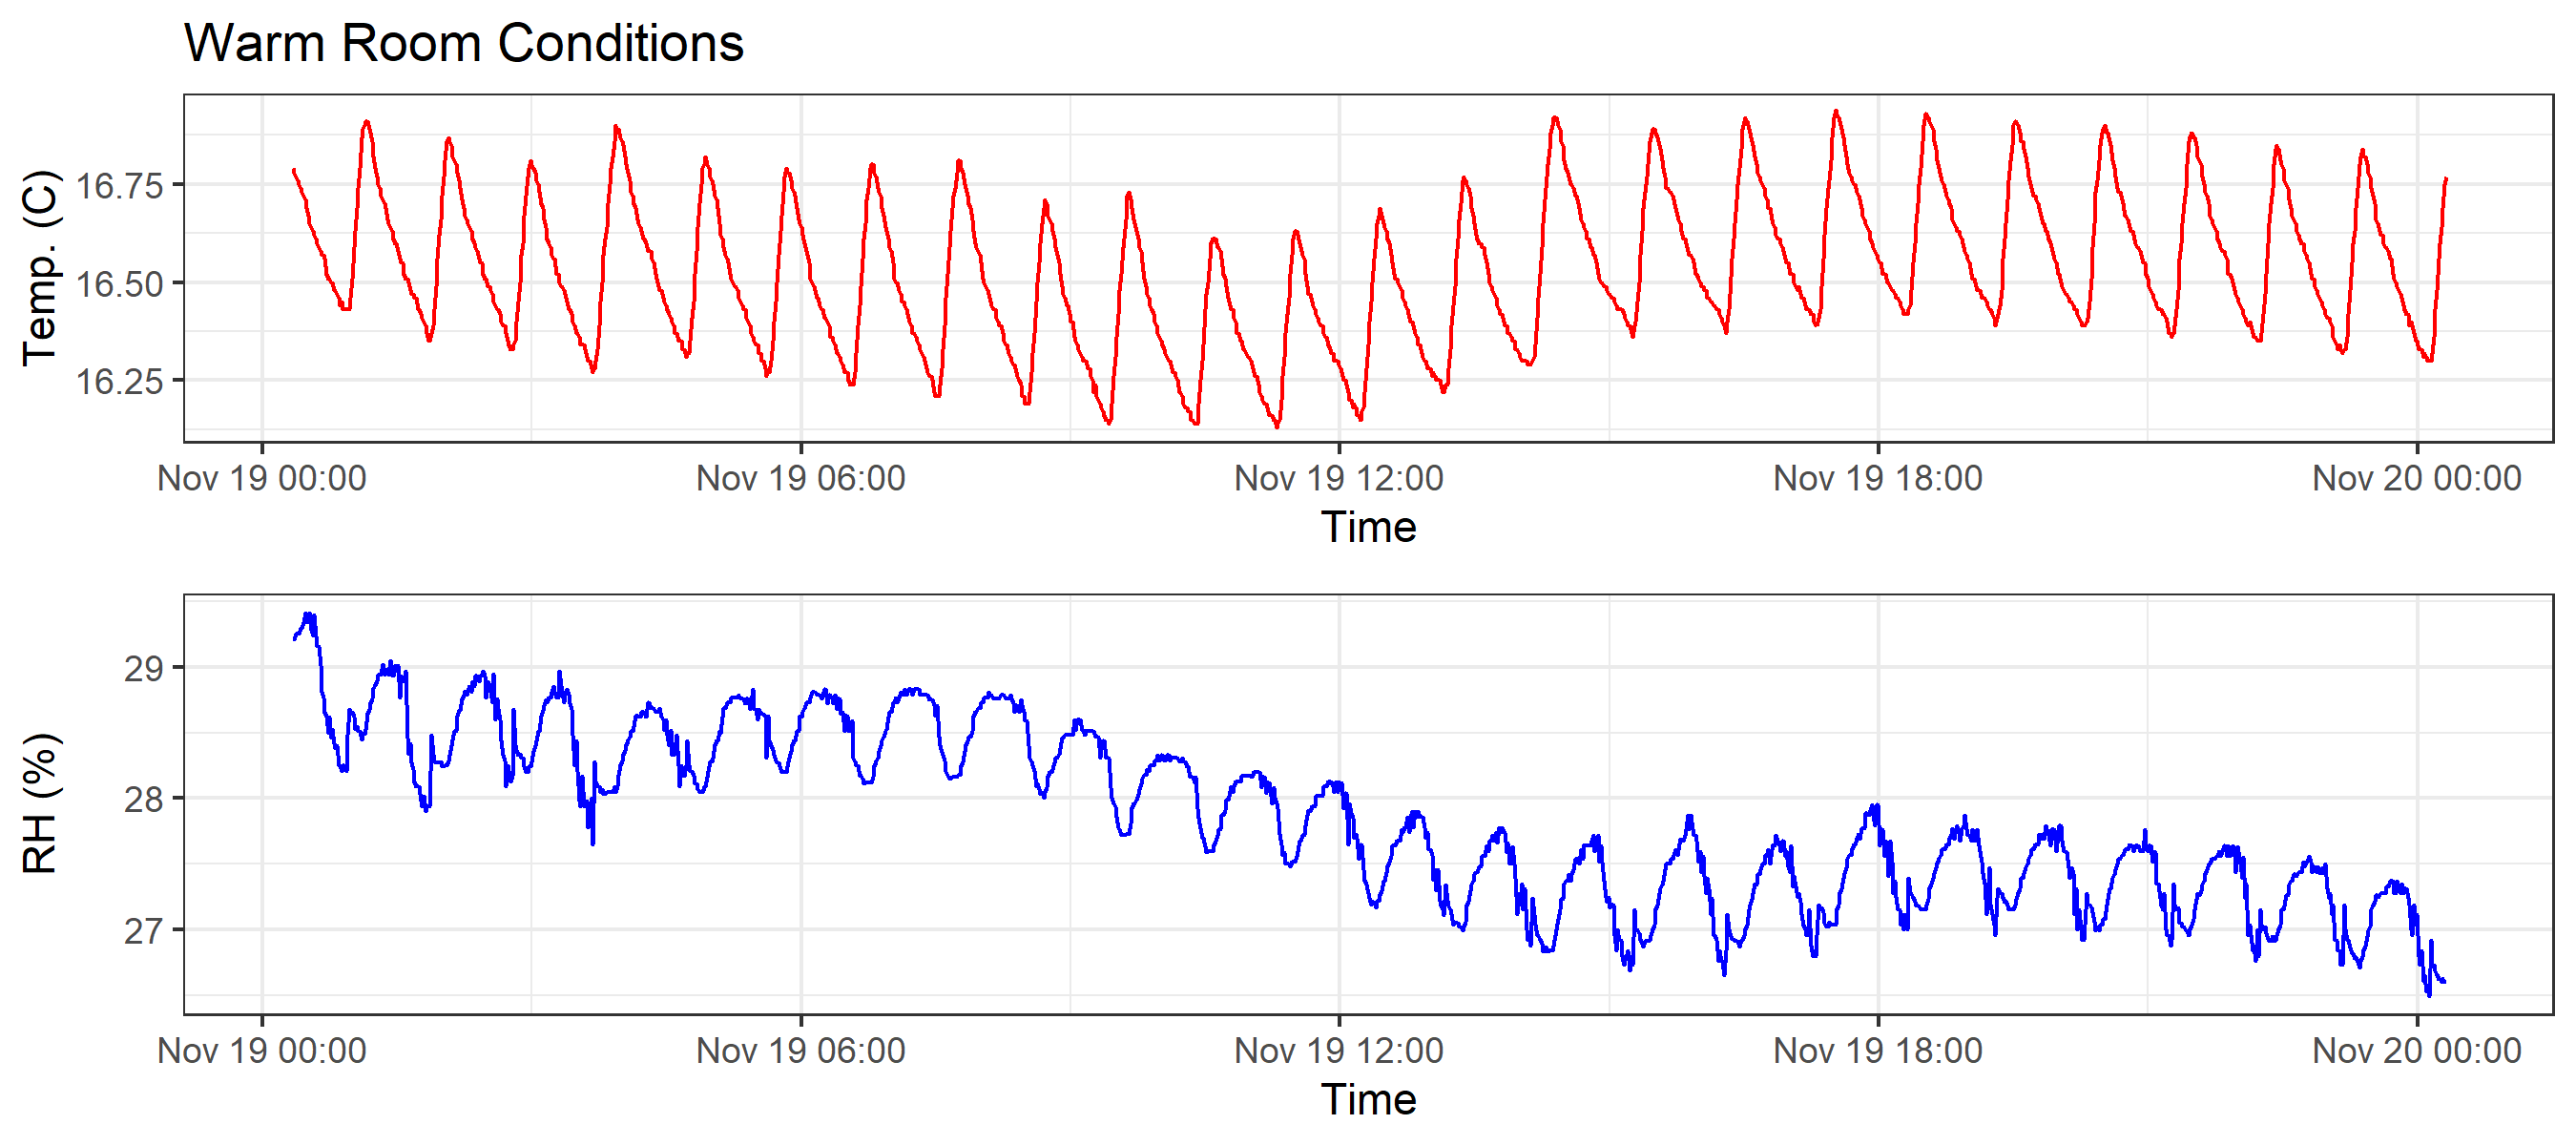 Warm Room Conditions
Temp. (C)
16.75
16.50
16.25
Nov 19 00:00 Nov 19 06:00 Nov 19 12:00 Nov 19 18:00 Nov 20 00:00
Time
RH (%)
29
28
27
Nov 19 00:00 Nov 19 06:00 Nov 19 12:00 Nov 19 18:00 Nov 20 00:00
Time